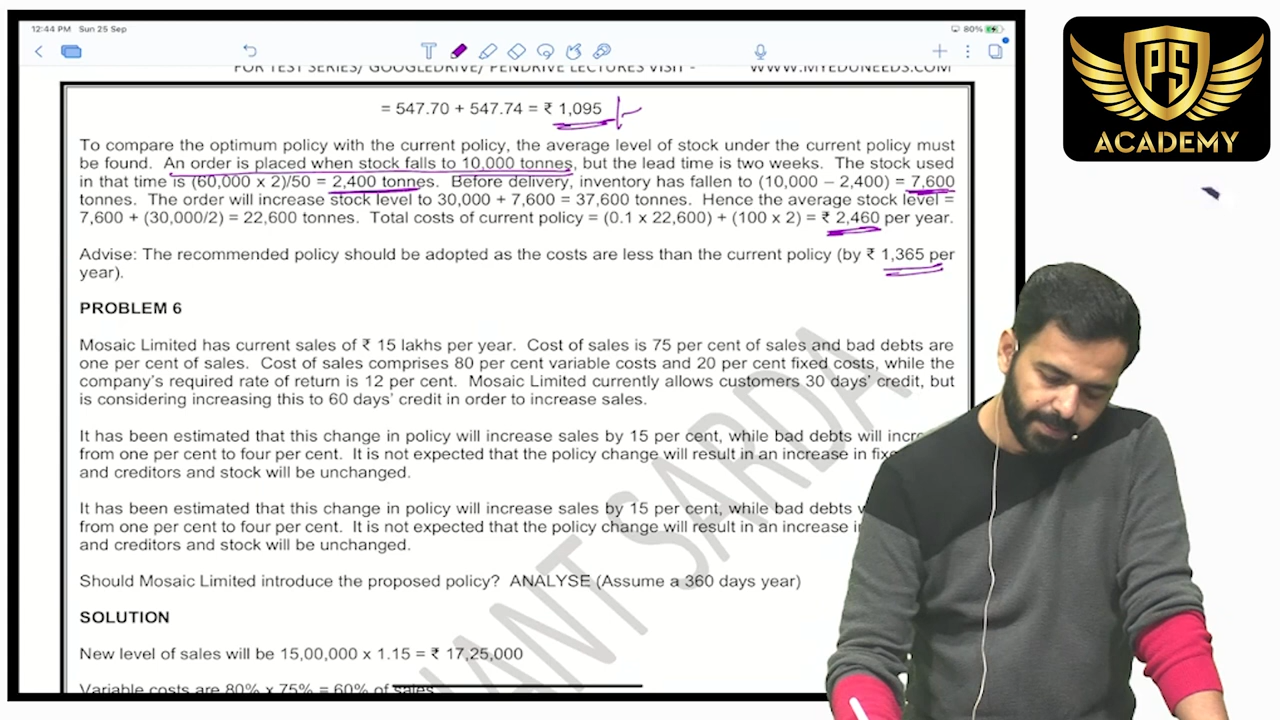 12:44 PM Sun 25 Sep
80%
FOR TEST SERIES/ GOOGLEDRIVE/ PENDRIVE LECTURES VISIT - WWW.MYEDUNEEDS.COM
= 547.70 + 547.74 = ₹ 1,095
To compare the optimum policy with the current policy, the average level of stock under the current policy must
be found. An order is placed when stock falls to 10,000 tonnes, but the lead time is two weeks. The stock used
in that time is (60,000 x 2)/50 = 2,400 tonnes. Before delivery, inventory has fallen to (10,000 – 2,400) = 7,600
tonnes. The order will increase stock level to 30,000 + 7,600 = 37,600 tonnes. Hence the average stock level =
7,600 + (30,000/2) = 22,600 tonnes. Total costs of current policy = (0.1 x 22,600) + (100 x 2) = ₹ 2,460 per year.
Advise: The recommended policy should be adopted as the costs are less than the current policy (by ₹ 1,365 per
year).
PROBLEM 6
Mosaic Limited has current sales of ₹ 15 lakhs per year. Cost of sales is 75 per cent of sales and bad debts are
one per cent of sales. Cost of sales comprises 80 per cent variable costs and 20 per cent fixed costs, while the
company's required rate of return is 12 per cent. Mosaic Limited currently allows customers 30 days' credit, but
is considering increasing this to 60 days' credit in order to increase sales.
It has been estimated that this change in policy will increase sales by 15 per cent, while bad debts will incr
from one per cent to four per cent. It is not expected that the policy change will result in an increase in fixe
and creditors and stock will be unchanged.
It has been estimated that this change in policy will increase sales by 15 per cent, while bad debts w
from one per cent to four per cent. It is not expected that the policy change will result in an increase i
and creditors and stock will be unchanged.
Should Mosaic Limited introduce the proposed policy? ANALYSE (Assume a 360 days year)
SOLUTION
New level of sales will be 15,00,000 x 1.15 = ₹ 17,25,000
Variable costs are 80% x 75% = 60% of sales
ANT SARDA
PS
ACADEMY